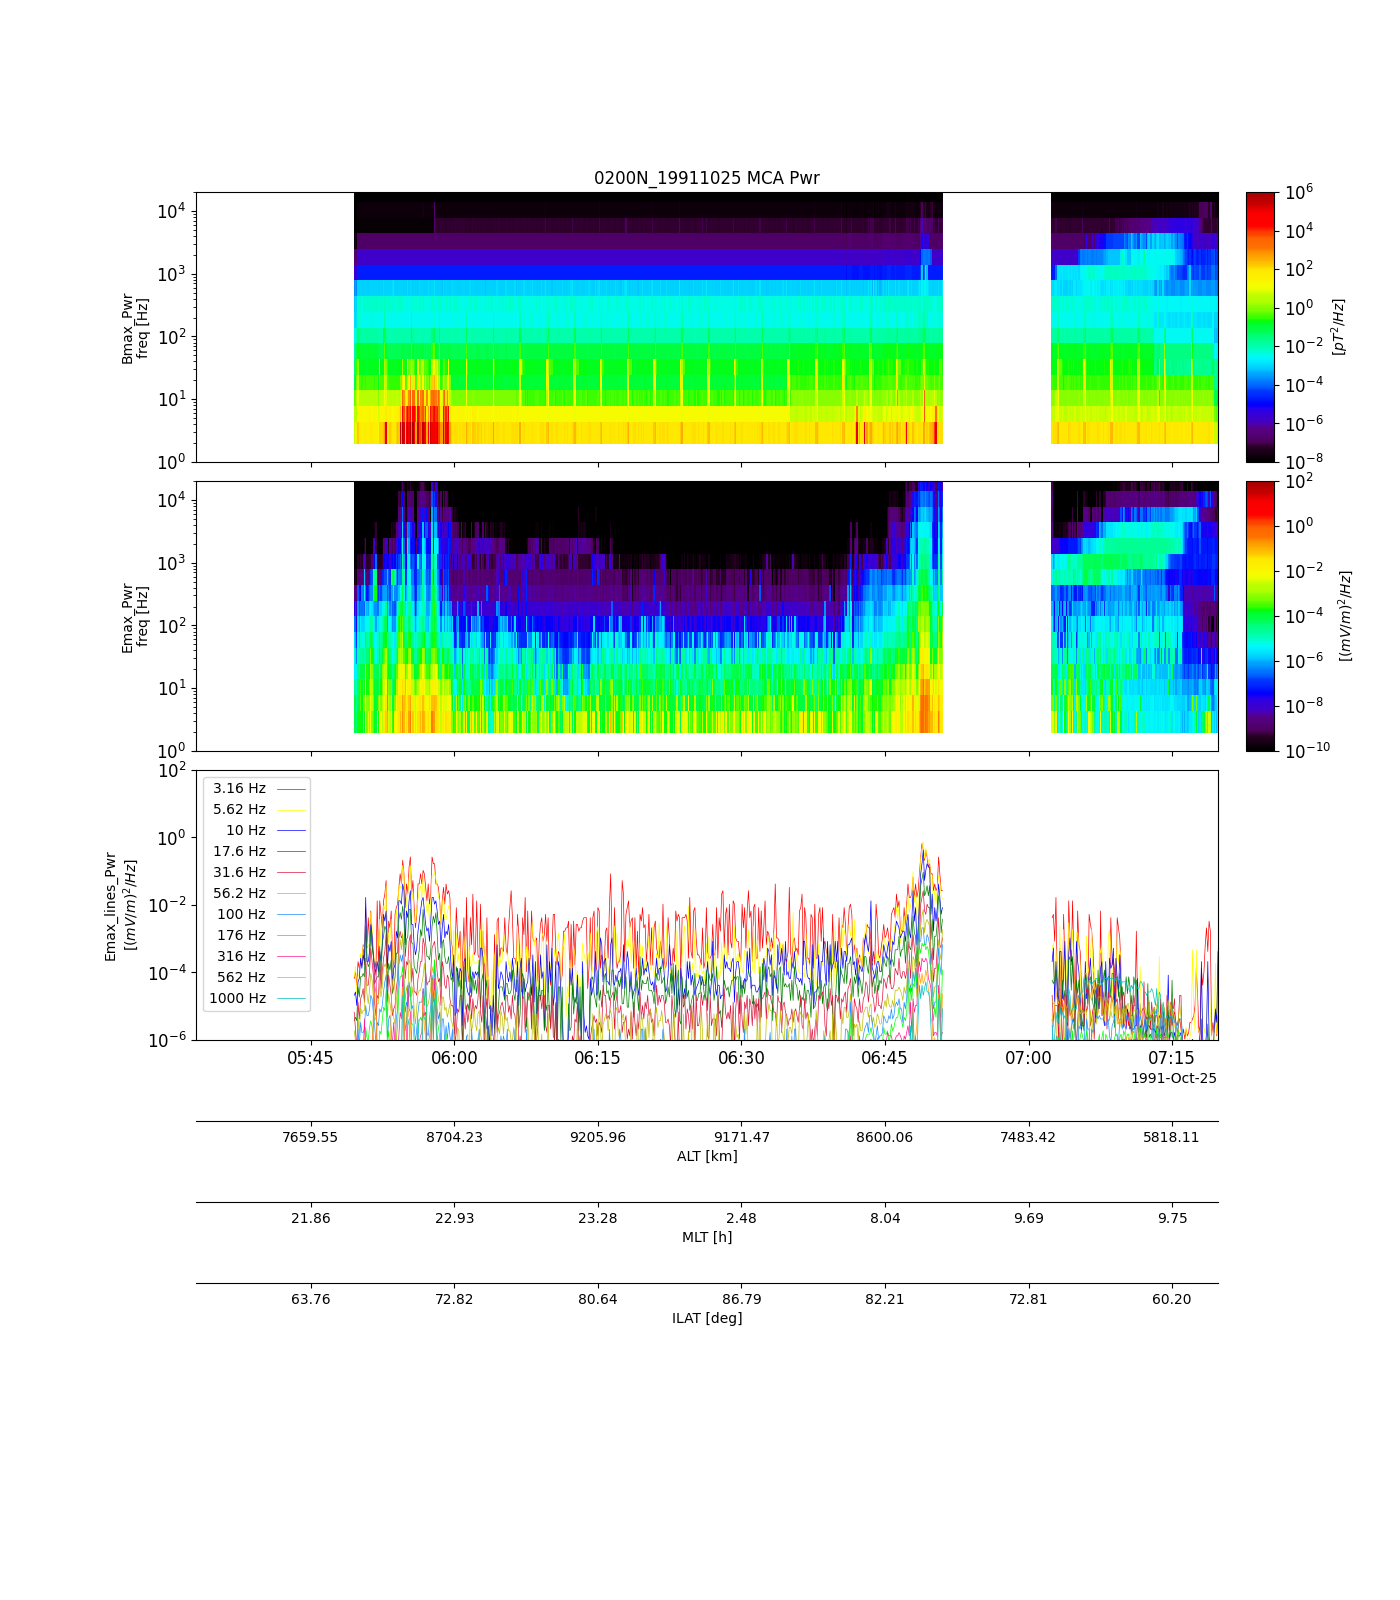 0200N_19911025 MCA Pwr
Bmax_Pwr
freq [Hz]
10^4
10^3
10^2
10^1
10^0
10^6
10^4
10^2
10^0
10^-2
10^-4
10^-6
10^-8
[pT^2/Hz]
Emax_Pwr
freq [Hz]
10^4
10^3
10^2
10^1
10^0
10^2
10^0
10^-2
10^-4
10^-6
10^-8
10^-10
[(mV/m)^2/Hz]
Emax_lines_Pwr
[(mV/m)^2/Hz]
10^2
10^0
10^-2
10^-4
10^-6
3.16 Hz
5.62 Hz
10 Hz
17.6 Hz
31.6 Hz
56.2 Hz
100 Hz
176 Hz
316 Hz
562 Hz
1000 Hz
05:45 06:00 06:15 06:30 06:45 07:00 07:15
1991-Oct-25
7659.55 8704.23 9205.96 9171.47 8600.06 7483.42 5818.11
ALT [km]
21.86 22.93 23.28 2.48 8.04 9.69 9.75
MLT [h]
63.76 72.82 80.64 86.79 82.21 72.81 60.20
ILAT [deg]